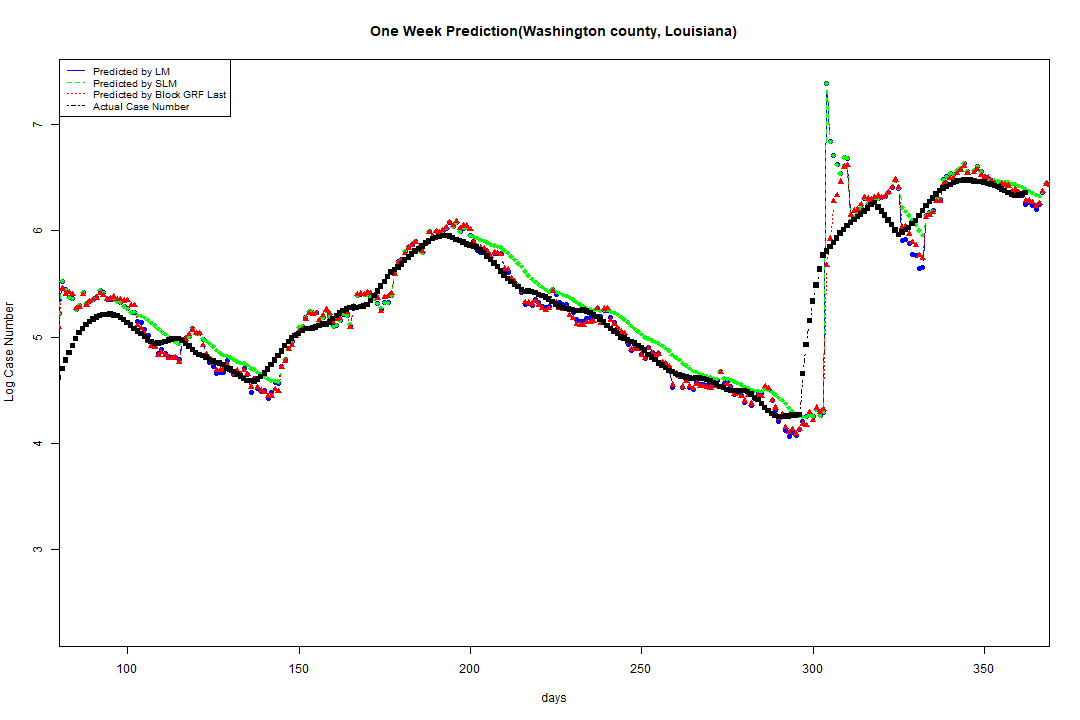 One Week Prediction(Washington county, Louisiana)
Predicted by LM
Predicted by SLM
Predicted by Block GRF Last
Actual Case Number
Log Case Number
7
6
5
4
3
100 150 200 250 300 350
days